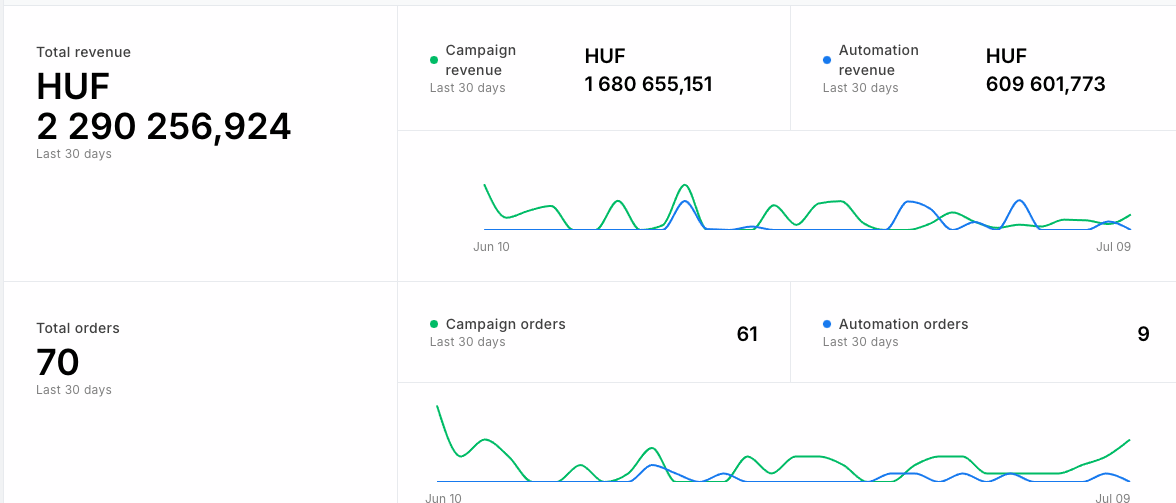 Total revenue
HUF
2 290 256,924
Last 30 days
Campaign
revenue
Last 30 days
HUF
1 680 655,151
Automation
revenue
Last 30 days
HUF
609 601,773
Jun 10
Jul 09
Total orders
70
Last 30 days
Campaign orders
Last 30 days
61
Automation orders
Last 30 days
9
Jun 10
Jul 09